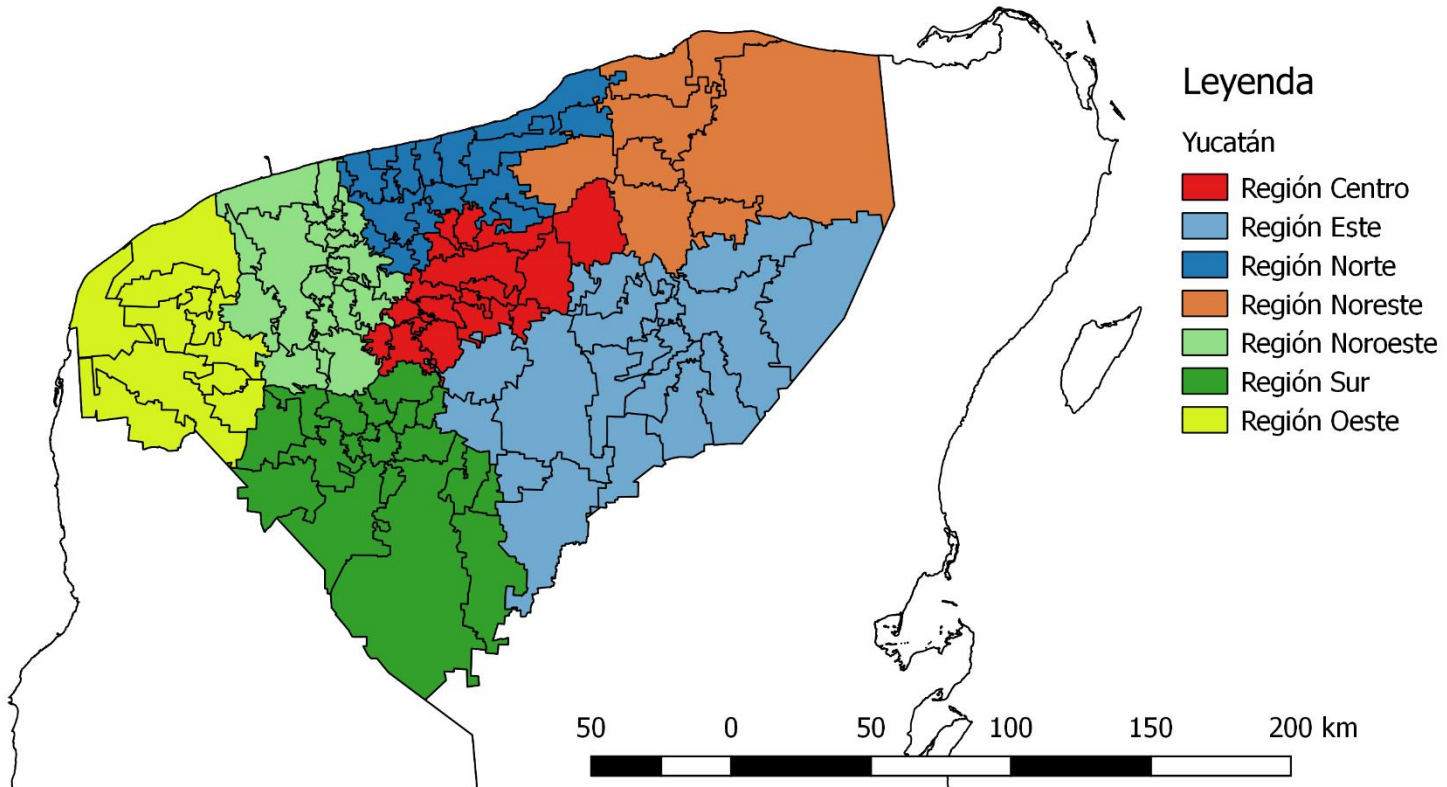 Leyenda
Yucatán
Región Centro
Región Este
Región Norte
Región Noreste
Región Noroeste
Región Sur
Región Oeste
50 0 50 100 150 200 km